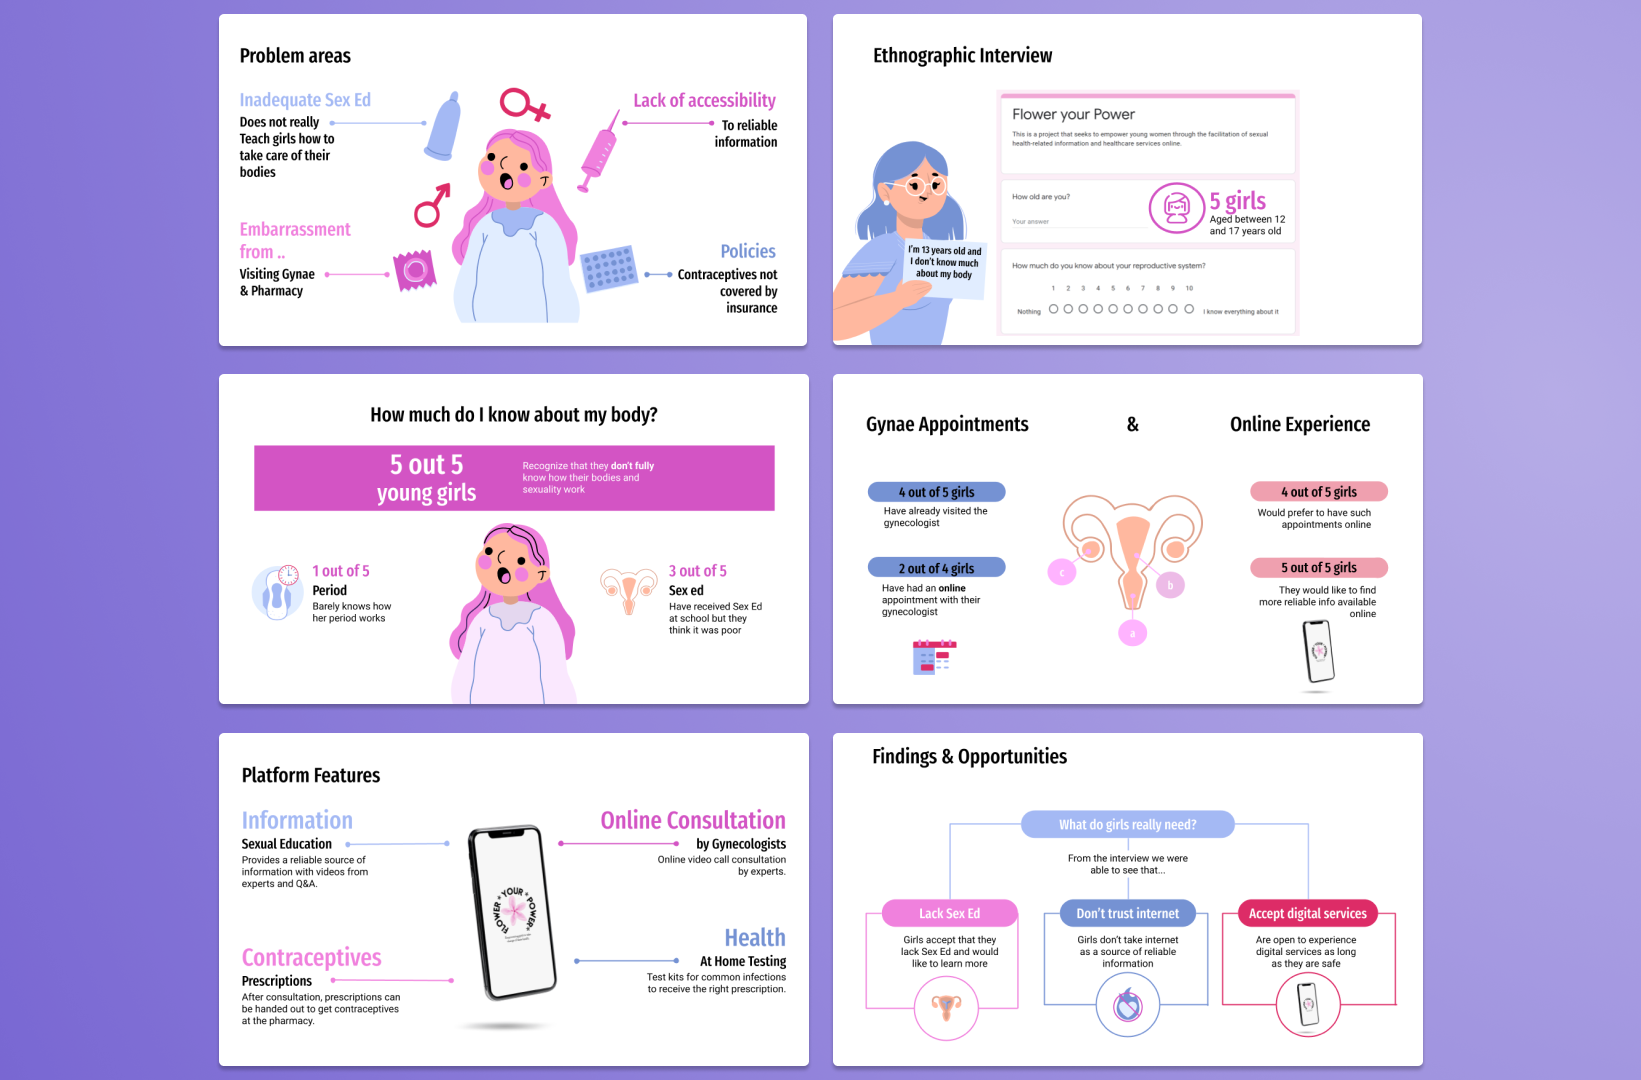 Problem areas
Inadequate Sex Ed
Does not really
Teach girls how to
take care of their
bodies
Lack of accessibility
To reliable
information
Embarrassment
from ..
Visiting Gynae
& Pharmacy
Policies
Contraceptives not
covered by
insurance
Ethnographic Interview
I'm 13 years old and
I don't know much
about my body
Flower your Power
This is a project that seeks to empower young women through the facilitation of sexual
health-related information and healthcare services online.
How old are you?
Your answer
5 girls
Aged between 12
and 17 years old
How much do you know about your reproductive system?
1 2 3 4 5 6 7 8 9 10
Nothing
I know everything about it
How much do I know about my body?
5 out 5
young girls
Recognize that they don't fully
know how their bodies and
sexuality work
1 out of 5
Period
Barely knows how
her period works
3 out of 5
Sex ed
Have received Sex Ed
at school but they
think it was poor
Gynae Appointments & Online Experience
4 out of 5 girls
Have already visited the
gynecologist
2 out of 4 girls
Have had an online
appointment with their
gynecologist
c
b
a
4 out of 5 girls
Would prefer to have such
appointments online
5 out of 5 girls
They would like to find
more reliable info available
online
Platform Features
Information
Sexual Education
Provides a reliable source of
information with videos from
experts and Q&A.
Contraceptives
Prescriptions
After consultation, prescriptions can
be handed out to get contraceptives
at the pharmacy.
FLOWER YOUR POWER
Online Consultation
by Gynecologists
Online video call consultation
by experts.
Health
At Home Testing
Test kits for common infections
to receive the right prescription.
Findings & Opportunities
What do girls really need?
From the interview we were
able to see that...
Lack Sex Ed
Girls accept that they
lack Sex Ed and would
like to learn more
Don't trust internet
Girls don't take internet
as a source of reliable
information
Accept digital services
Are open to experience
digital services as long
as they are safe